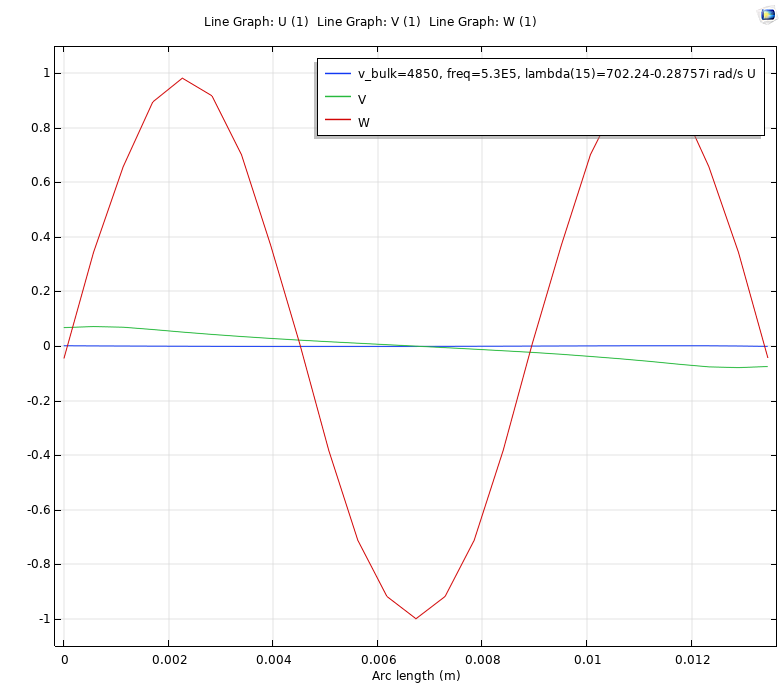 Line Graph: U (1) Line Graph: V (1) Line Graph: W (1)
v_bulk=4850, freq=5.3E5, lambda(15)=702.24-0.28757i rad/s U
V
W
1
0.8
0.6
0.4
0.2
0
-0.2
-0.4
-0.6
-0.8
-1
0 0.002 0.004 0.006 0.008 0.01 0.012
Arc length (m)